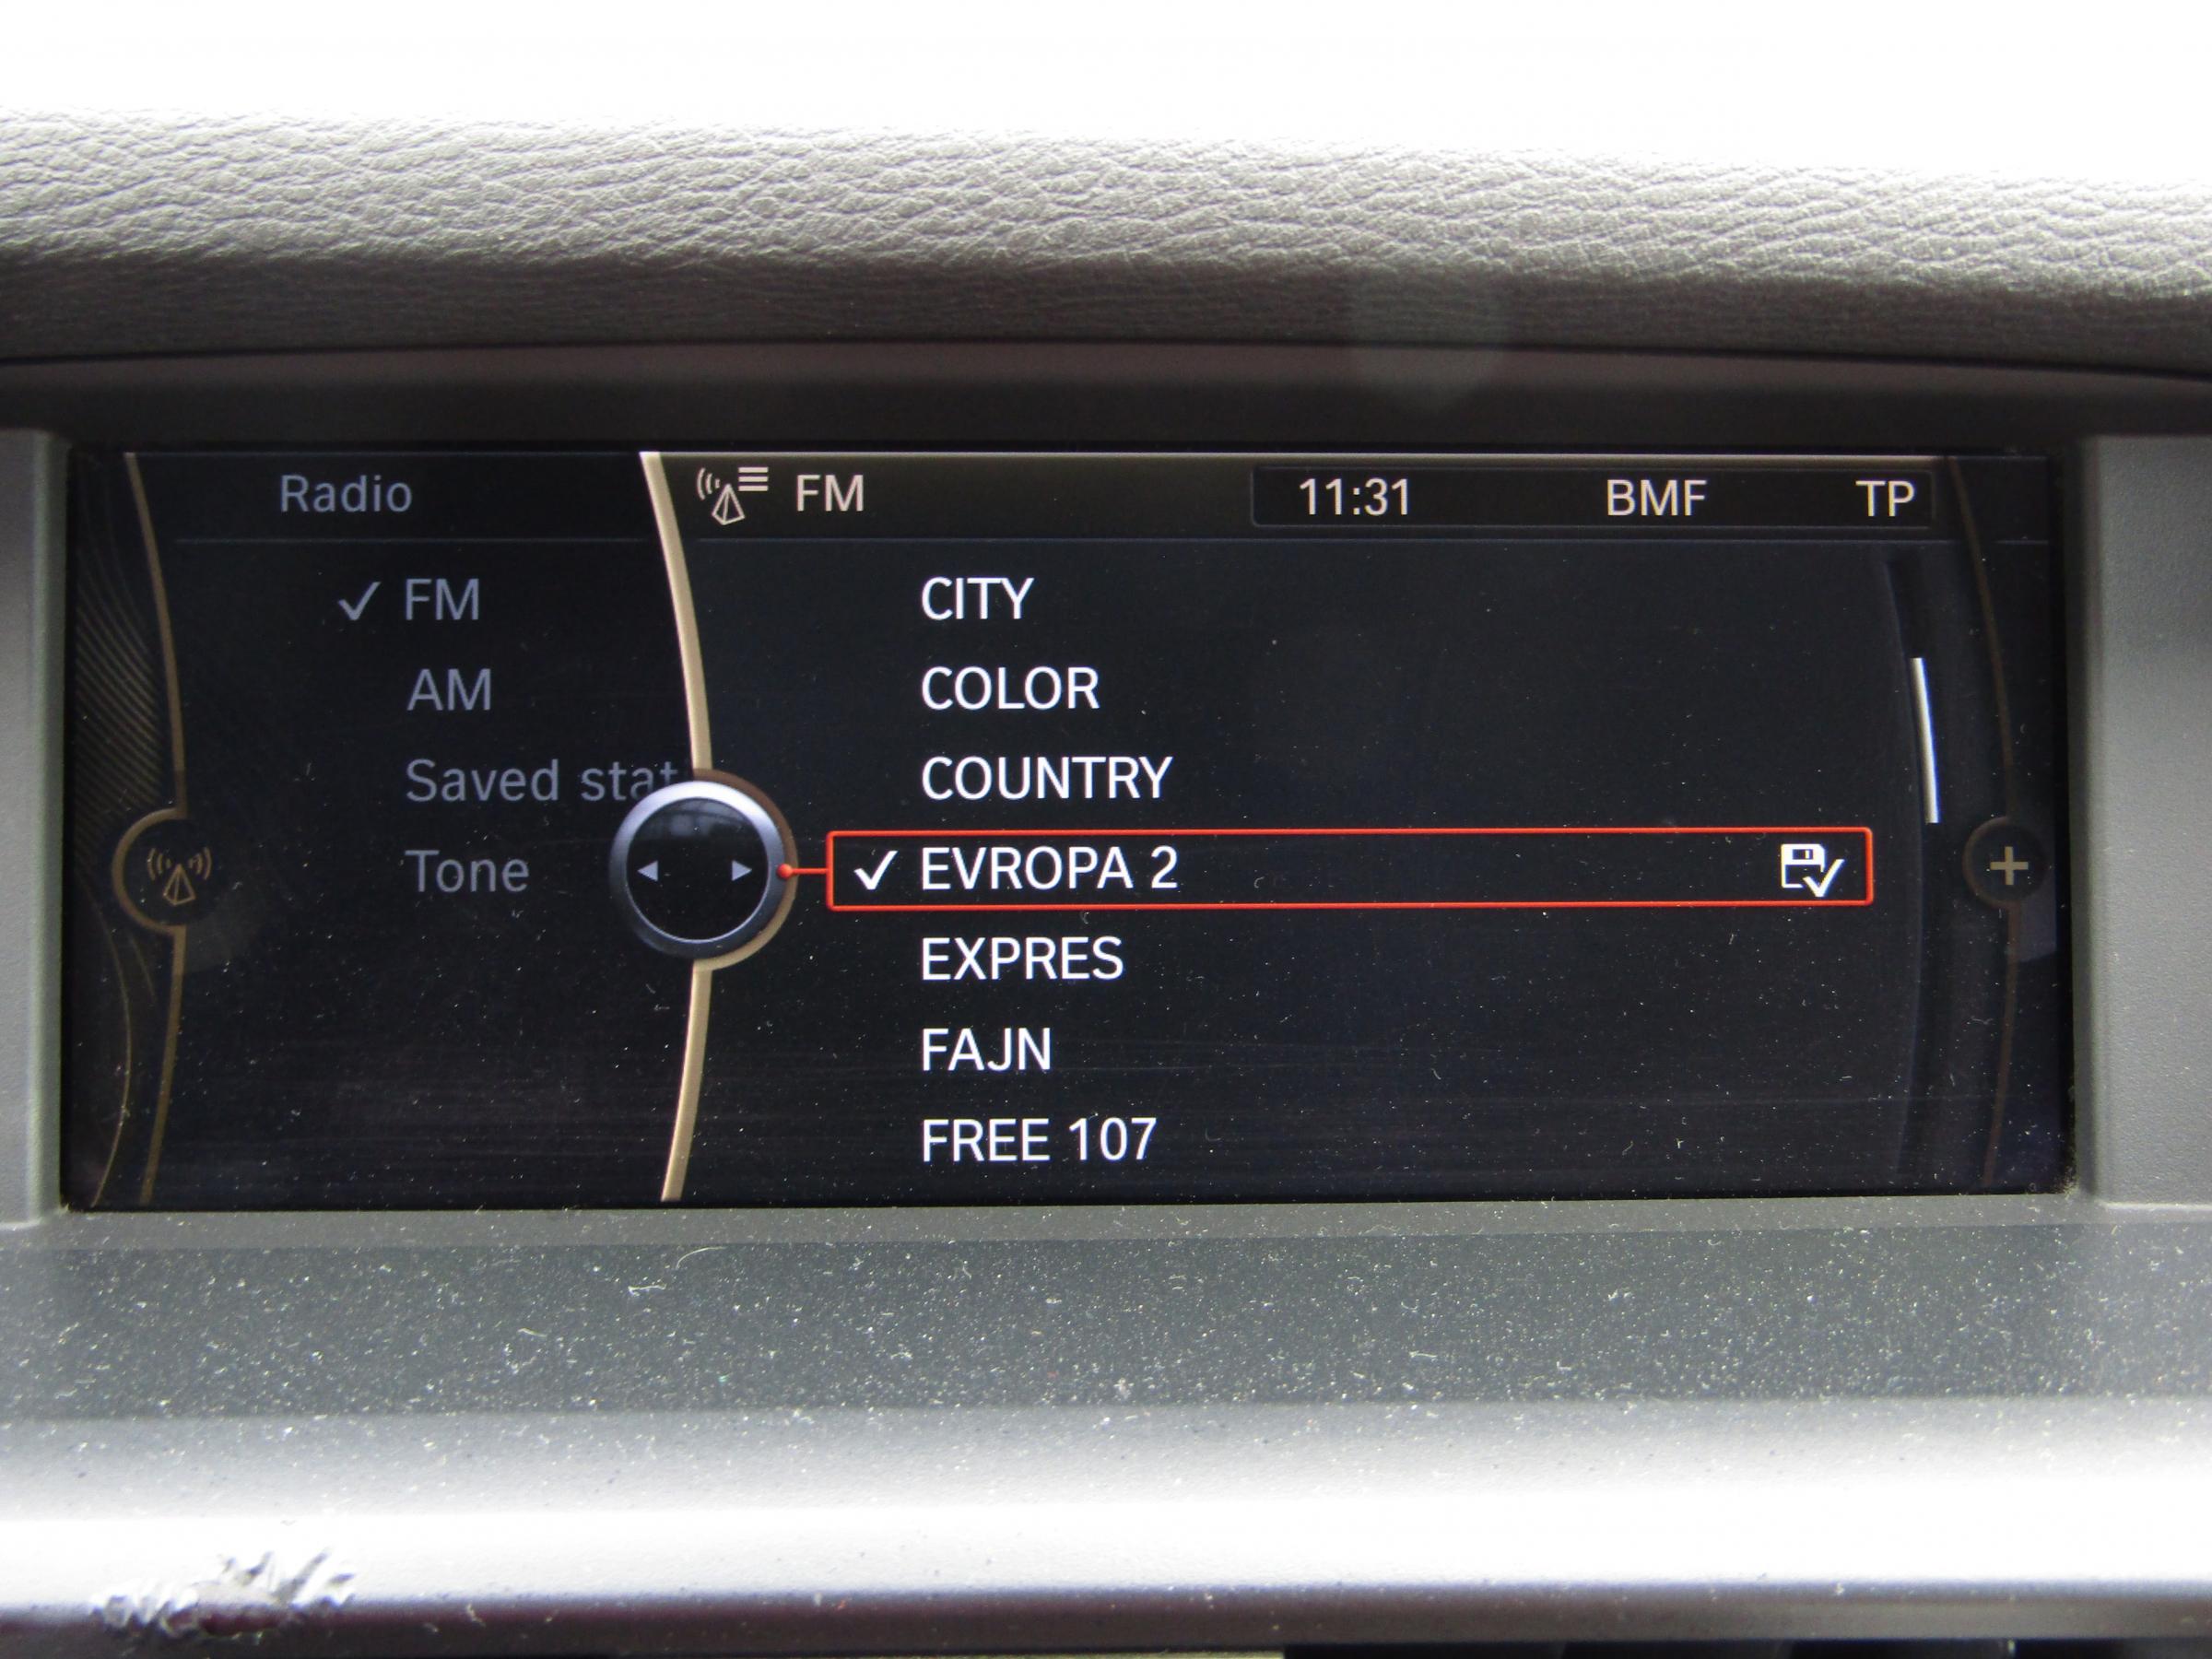 Radio
FM
AM
Saved stat
Tone
FM 11:31 BMF TP
CITY
COLOR
COUNTRY
EVROPA 2
EXPRES
FAJN
FREE 107